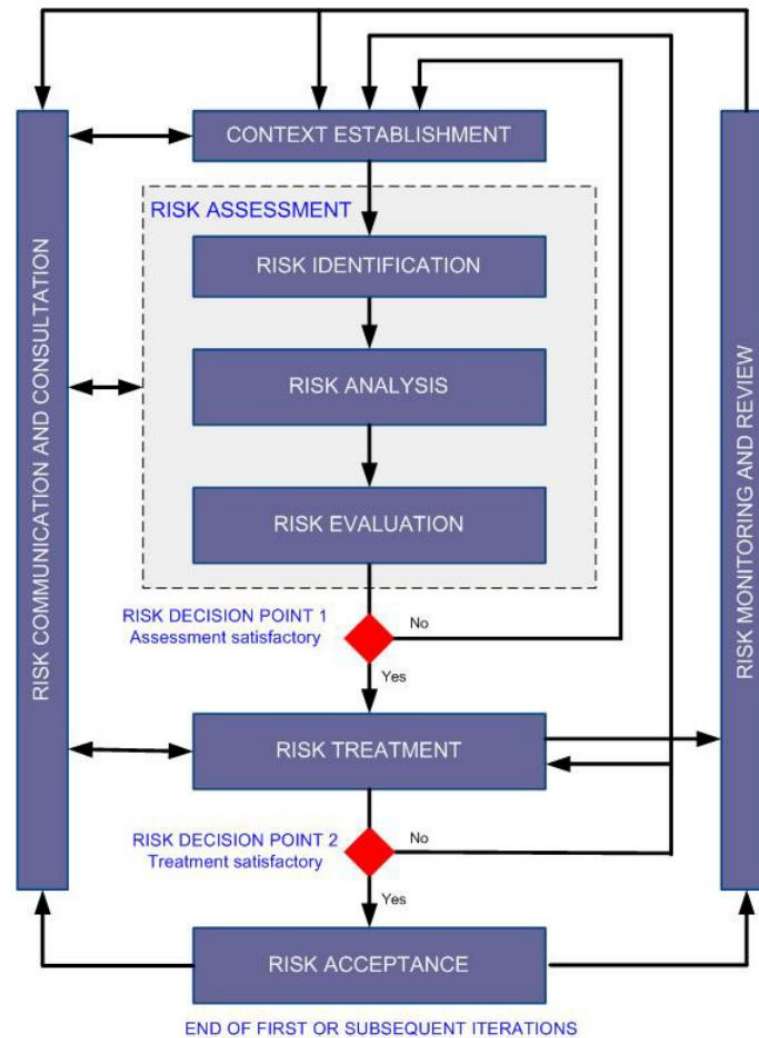 CONTEXT ESTABLISHMENT
RISK ASSESSMENT
RISK IDENTIFICATION
RISK ANALYSIS
RISK EVALUATION
RISK COMMUNICATION AND CONSULTATION
RISK MONITORING AND REVIEW
RISK DECISION POINT 1
Assessment satisfactory
No
Yes
RISK TREATMENT
RISK DECISION POINT 2
Treatment satisfactory
No
Yes
RISK ACCEPTANCE
END OF FIRST OR SUBSEQUENT ITERATIONS